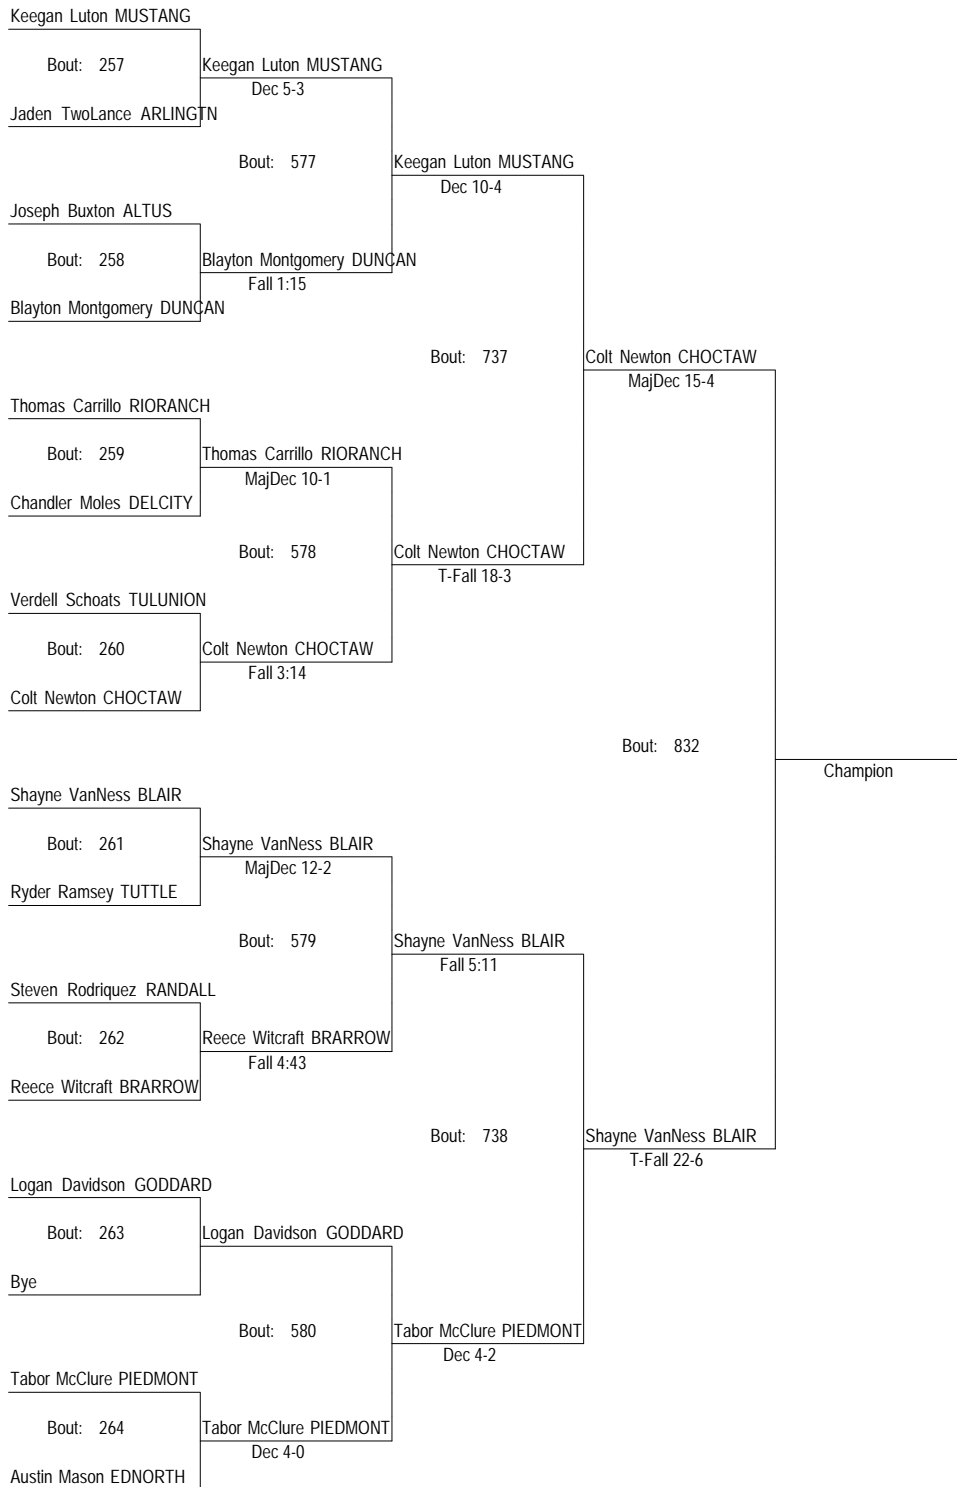 Keegan Luton MUSTANG
Bout: 257
Keegan Luton MUSTANG
Dec 5-3
Jaden TwoLance ARLINGTN
Bout: 577
Keegan Luton MUSTANG
Dec 10-4
Joseph Buxton ALTUS
Bout: 258
Blayton Montgomery DUNCAN
Fall 1:15
Blayton Montgomery DUNCAN
Bout: 737
Colt Newton CHOCTAW
MajDec 15-4
Thomas Carrillo RIORANCH
Bout: 259
Thomas Carrillo RIORANCH
MajDec 10-1
Chandler Moles DELCITY
Bout: 578
Colt Newton CHOCTAW
T-Fall 18-3
Verdell Schoats TULUNION
Bout: 260
Colt Newton CHOCTAW
Fall 3:14
Colt Newton CHOCTAW
Bout: 832
Champion
Shayne VanNess BLAIR
Bout: 261
Shayne VanNess BLAIR
MajDec 12-2
Ryder Ramsey TUTTLE
Bout: 579
Shayne VanNess BLAIR
Fall 5:11
Steven Rodriquez RANDALL
Bout: 262
Reece Witcraft BRARROW
Fall 4:43
Reece Witcraft BRARROW
Bout: 738
Shayne VanNess BLAIR
T-Fall 22-6
Logan Davidson GODDARD
Bout: 263
Logan Davidson GODDARD
Bye
Bout: 580
Tabor McClure PIEDMONT
Dec 4-2
Tabor McClure PIEDMONT
Bout: 264
Tabor McClure PIEDMONT
Dec 4-0
Austin Mason EDNORTH